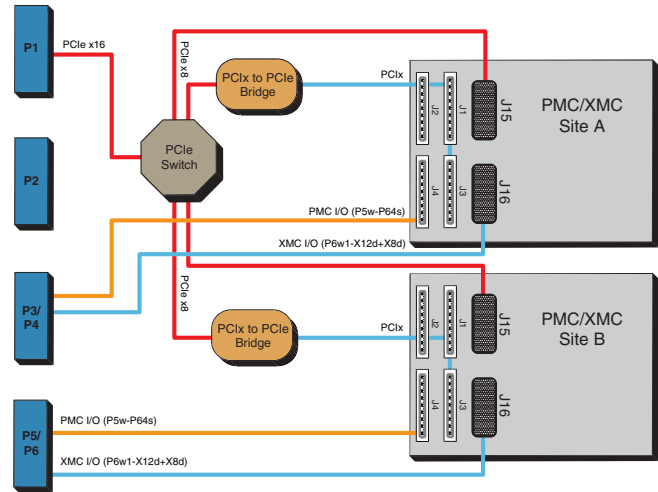 P1
PCIe x16
PCIe x8
PCIx to PCIe
Bridge
PCIx
J2
J1
J15
PMC/XMC
Site A
PCIe
Switch
P2
J4
J3
J16
PMC I/O (P5w-P64s)
XMC I/O (P6w1-X12d+X8d)
P3/
P4
PCIe x8
PCIx to PCIe
Bridge
PCIx
J2
J1
J15
PMC/XMC
Site B
J4
J3
J16
P5/
P6
PMC I/O (P5w-P64s)
XMC I/O (P6w1-X12d+X8d)